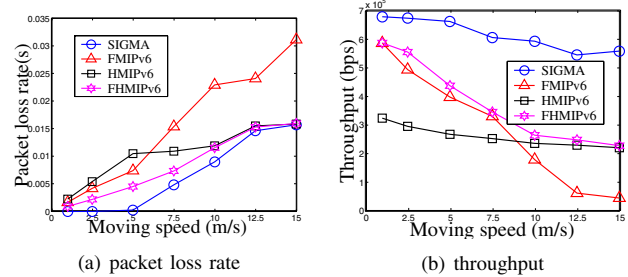 Packet loss rate(s)
0.035
0.03
0.025
0.02
0.015
0.01
0.005
0
SIGMA
FMIPv6
HMIPv6
FHMIPv6
0 2.5 5 7.5 10 12.5 15
Moving speed (m/s)
(a) packet loss rate
Throughput (bps)
7
6
5
4
3
2
1
0
SIGMA
FMIPv6
HMIPv6
FHMIPv6
2.5 5 7.5 10 12.5 15
Moving speed (m/s)
(b) throughput